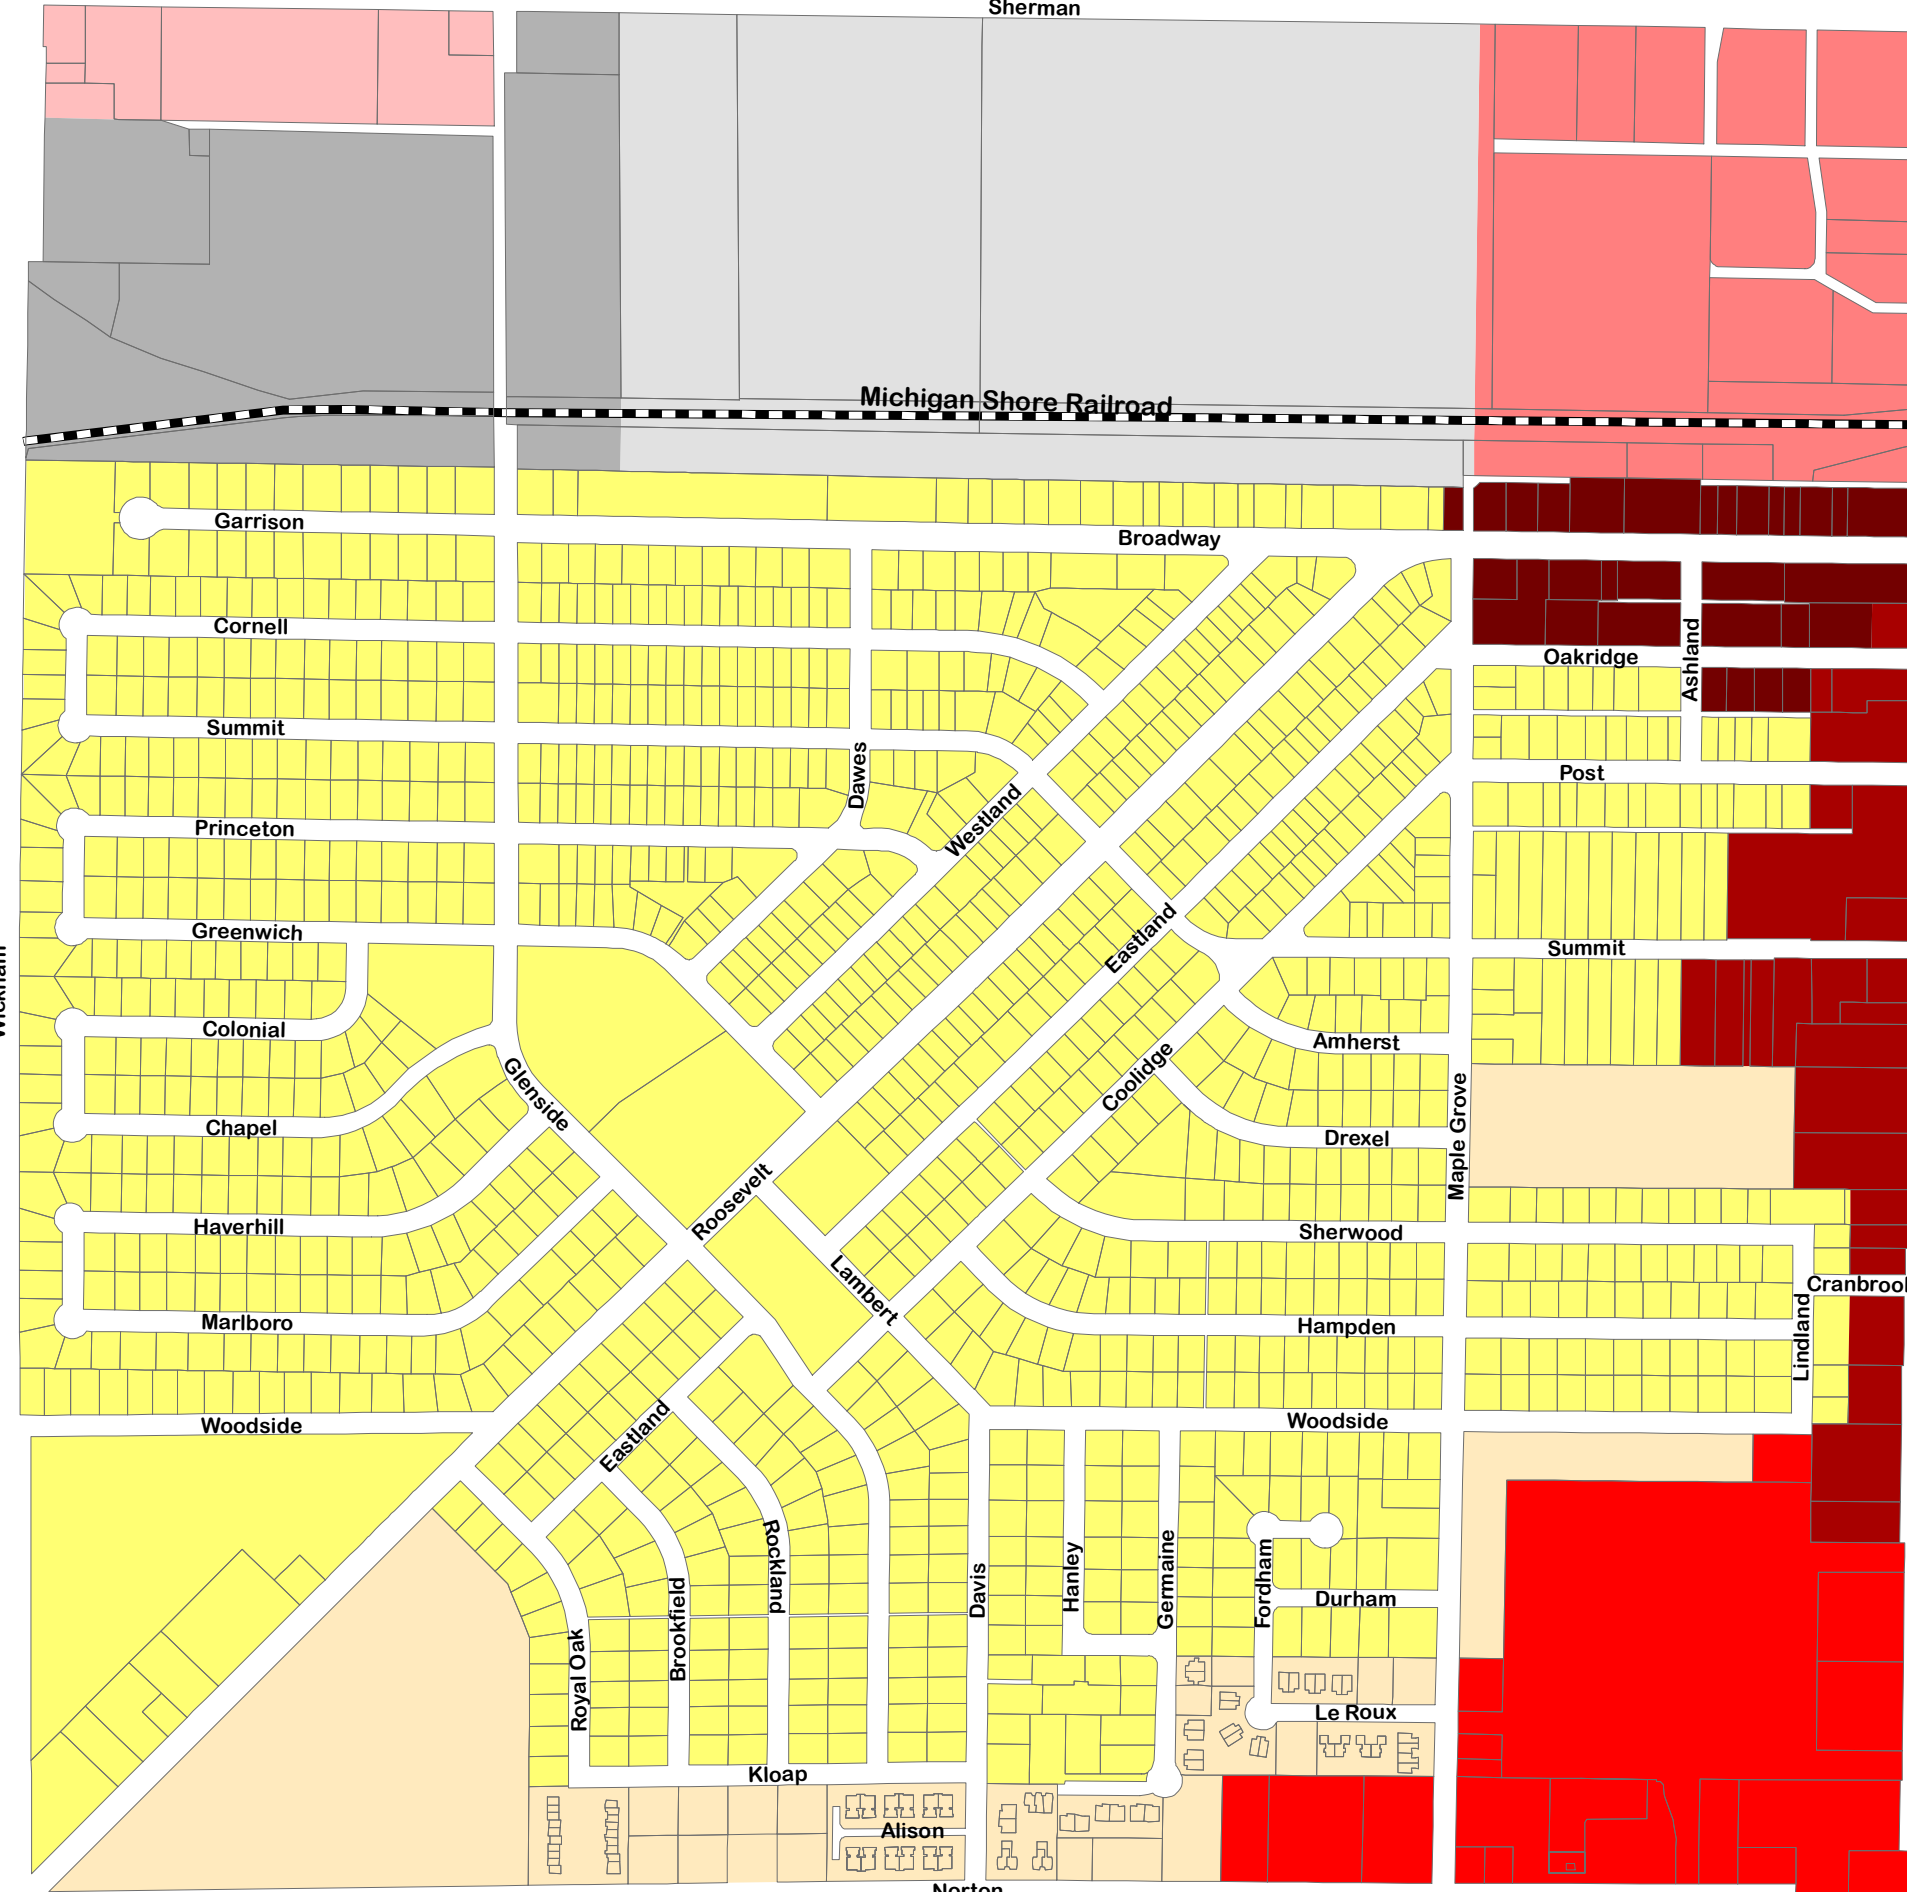 Sherman
Michigan Shore Railroad
Garrison
Broadway
Cornell
Oakridge
Ashland
Summit
Dawes
Post
Westland
Princeton
Greenwich
Eastland
Summit
Colonial
Amherst
Glenside
Coolidge
Chapel
Drexel
Maple Grove
Roosevelt
Haverhill
Sherwood
Lambert
Cranbrook
Marlboro
Hampden
Lindland
Woodside
Eastland
Woodside
Rockland
Hanley
Germaine
Fordham
Davis
Durham
Brookfield
Royal Oak
Le Roux
Kloap
Alison
Norton